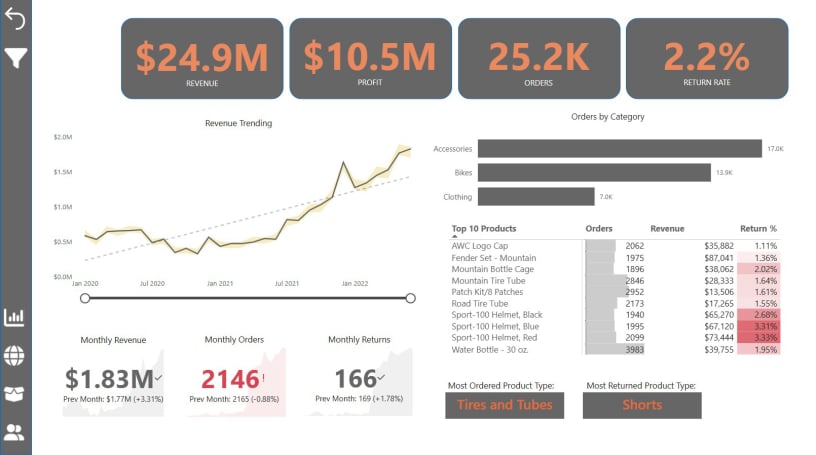 $24.9M
REVENUE
$10.5M
PROFIT
25.2K
ORDERS
2.2%
RETURN RATE
Revenue Trending
$2.0M
$1.5M
$1.0M
$0.5M
$0.0M
Jan 2020 Jul 2020 Jan 2021 Jul 2021 Jan 2022
Orders by Category
Accessories 17.0K
Bikes 13.9K
Clothing 7.0K
Top 10 Products Orders Revenue Return %
AWC Logo Cap 2062 $35,882 1.11%
Fender Set - Mountain 1975 $87,041 1.36%
Mountain Bottle Cage 1896 $38,062 2.02%
Mountain Tire Tube 2846 $28,333 1.64%
Patch Kit/8 Patches 2952 $13,506 1.61%
Road Tire Tube 2173 $17,265 1.55%
Sport-100 Helmet, Black 1940 $65,270 2.68%
Sport-100 Helmet, Blue 1995 $67,120 3.31%
Sport-100 Helmet, Red 2099 $73,444 3.33%
Water Bottle - 30 oz. 3983 $39,755 1.95%
Monthly Revenue
$1.83M
Prev Month: $1.77M (+3.31%)
Monthly Orders
2146!
Prev Month: 2165 (-0.88%)
Monthly Returns
166
Prev Month: 169 (+1.78%)
Most Ordered Product Type:
Tires and Tubes
Most Returned Product Type:
Shorts